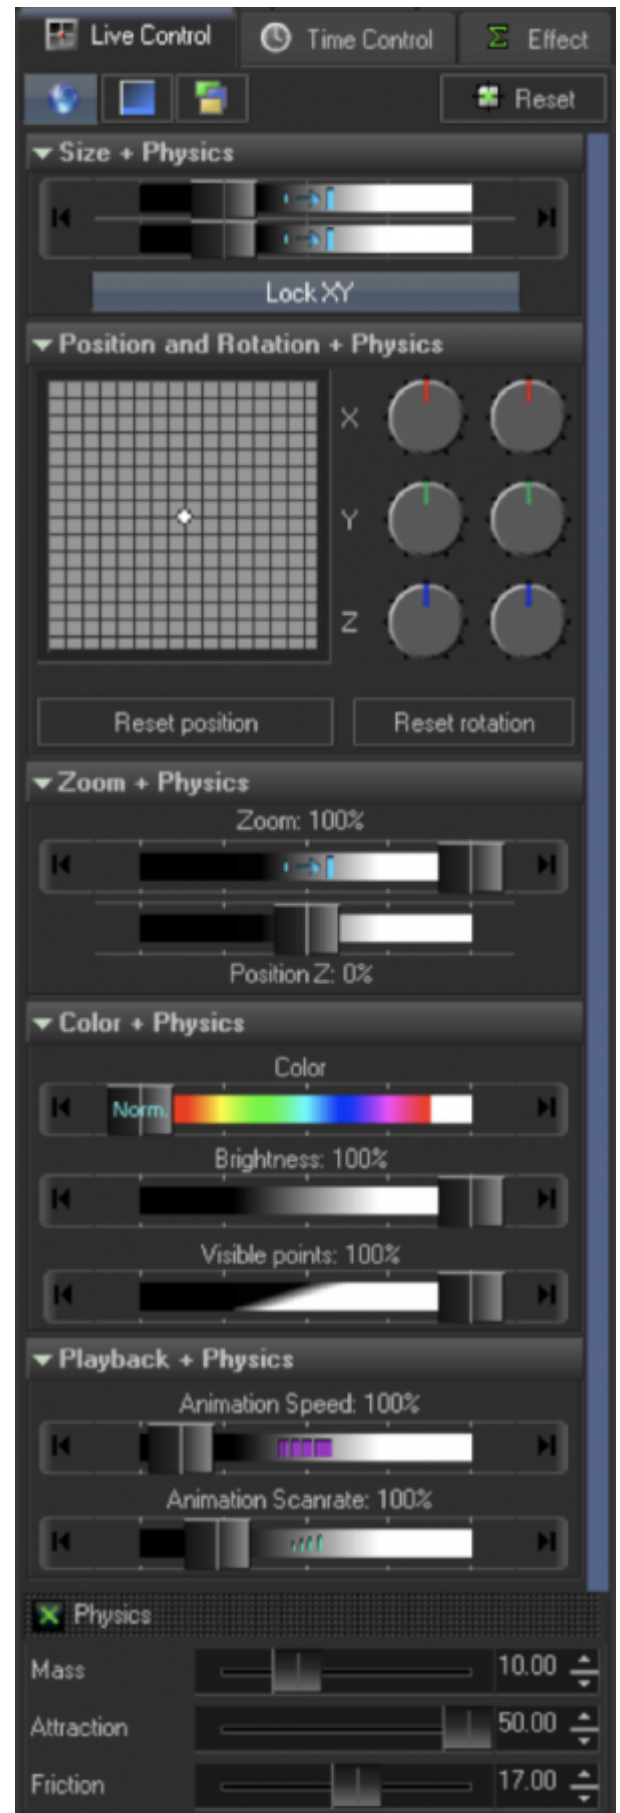 Live Control Time Control Effect
Reset
Size + Physics
Lock XY
Position and Rotation + Physics
X
Y
Z
Reset position Reset rotation
Zoom + Physics
Zoom: 100%
Position Z: 0%
Color + Physics
Color
Norm.
Brightness: 100%
Visible points: 100%
Playback + Physics
Animation Speed: 100%
Animation Scanrate: 100%
Physics
Mass 10.00
Attraction 50.00
Friction 17.00